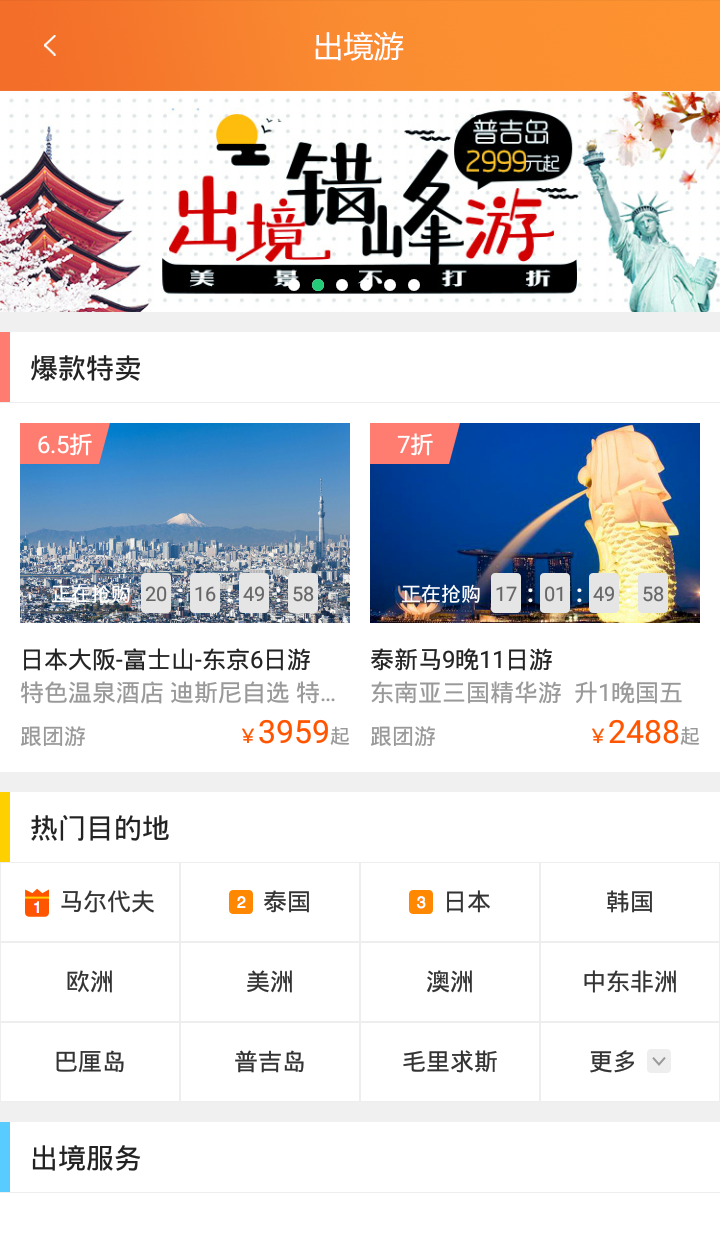 出境游
普吉岛
2999元起
出境错峰游
美景不打折
爆款特卖
6.5折
正在抢购 20 : 16 : 49 : 58
日本大阪-富士山-东京6日游
特色温泉酒店 迪斯尼自选 特...
跟团游 ¥3959起
7折
正在抢购 17 : 01 : 49 : 58
泰新马9晚11日游
东南亚三国精华游 升1晚国五
跟团游 ¥2488起
热门目的地
1 马尔代夫 2 泰国 3 日本 韩国
欧洲 美洲 澳洲 中东非洲
巴厘岛 普吉岛 毛里求斯 更多
出境服务